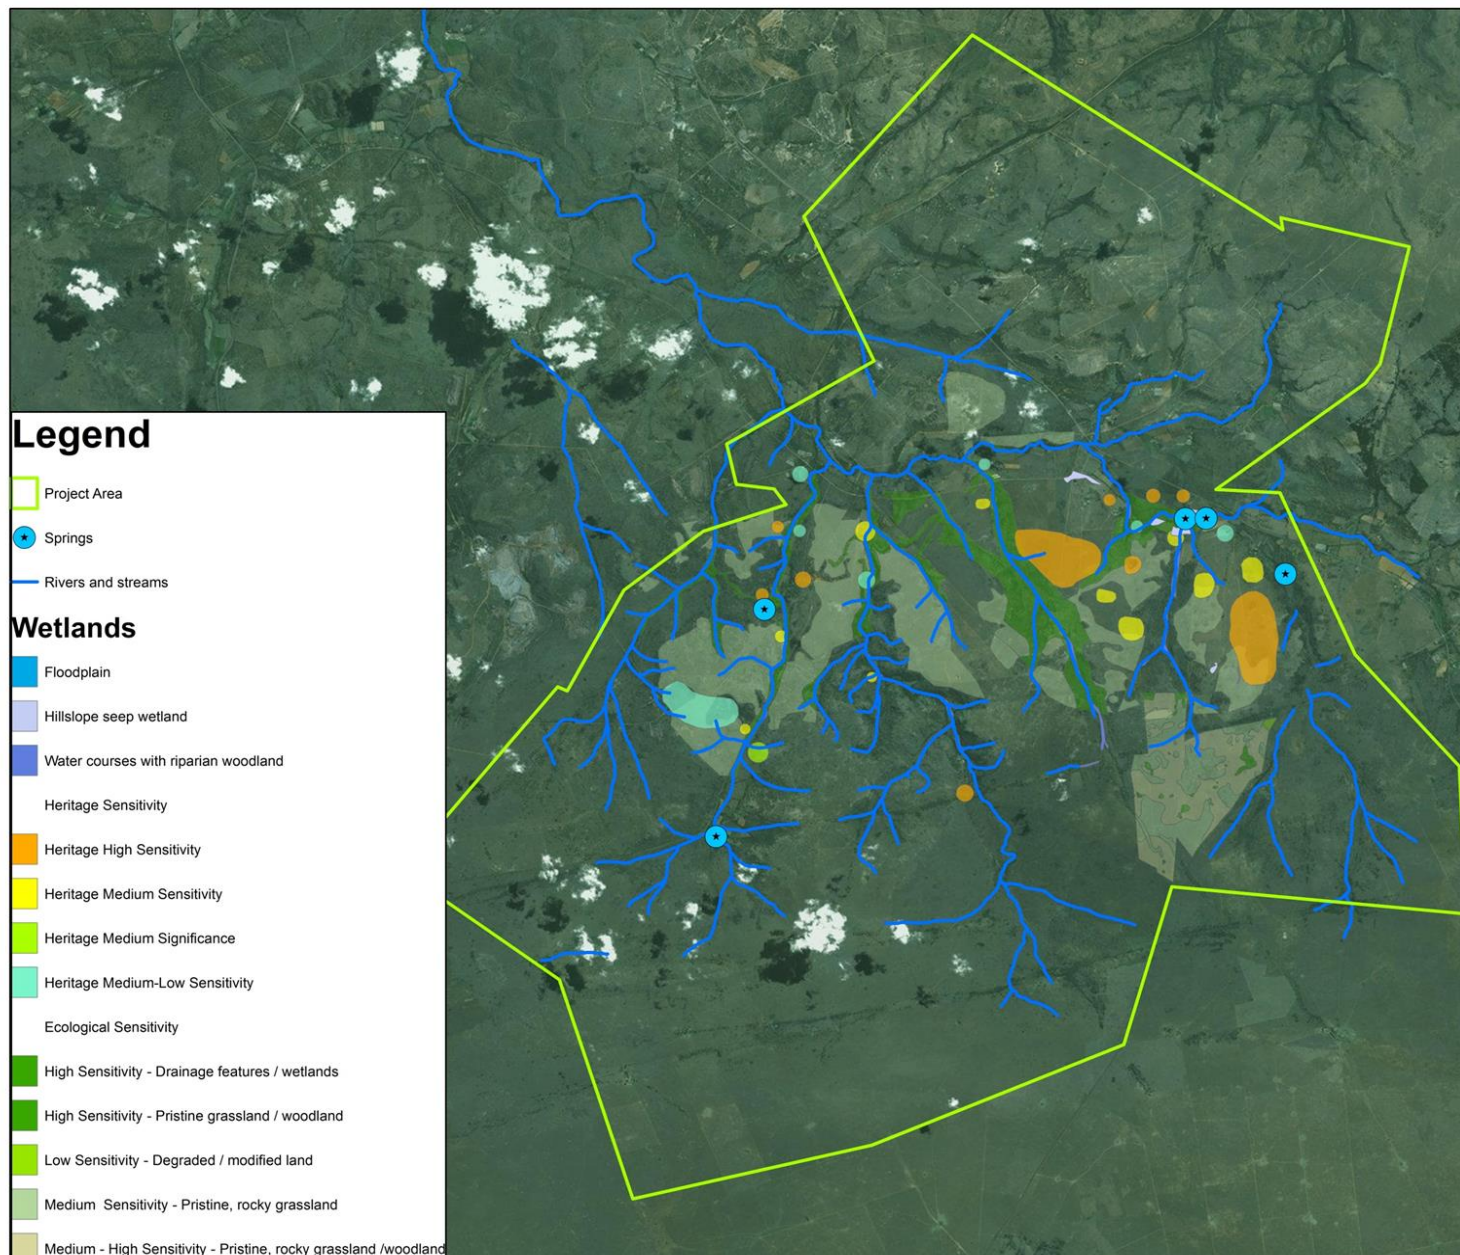 Legend
Project Area
Springs
Rivers and streams
Wetlands
Floodplain
Hillslope seep wetland
Water courses with riparian woodland
Heritage Sensitivity
Heritage High Sensitivity
Heritage Medium Sensitivity
Heritage Medium Significance
Heritage Medium-Low Sensitivity
Ecological Sensitivity
High Sensitivity - Drainage features / wetlands
High Sensitivity - Pristine grassland / woodland
Low Sensitivity - Degraded / modified land
Medium  Sensitivity - Pristine, rocky grassland
Medium - High Sensitivity - Pristine, rocky grassland /woodland